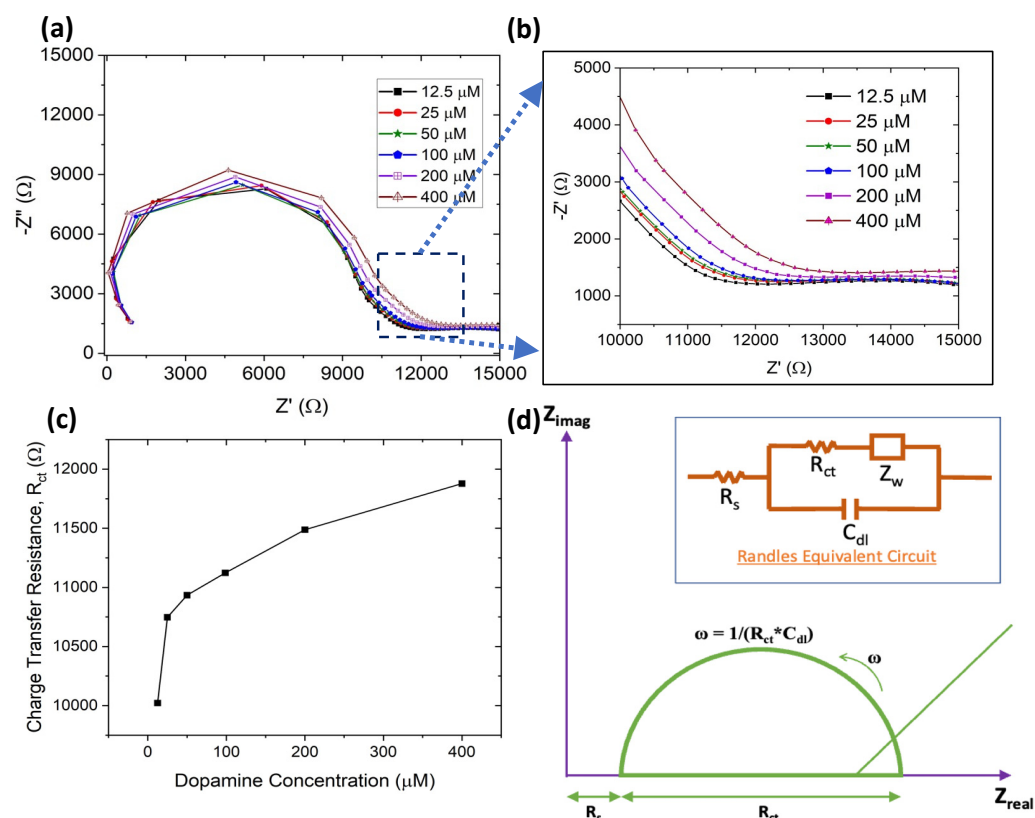 (a)
15000
12000
9000
6000
3000
0
-Z" (Ω)
0 3000 6000 9000 12000 15000
Z' (Ω)
12.5 μM
25 μM
50 μM
100 μM
200 μM
400 μM
(b)
5000
4000
3000
2000
1000
0
-Z' (Ω)
10000 11000 12000 13000 14000 15000
Z' (Ω)
12.5 μM
25 μM
50 μM
100 μM
200 μM
400 μM
(c)
12000
11500
11000
10500
10000
Charge Transfer Resistance, Rct (Ω)
0 100 200 300 400
Dopamine Concentration (μM)
(d)
Zimag
Rct
Zw
Rs
Cdl
Randles Equivalent Circuit
ω = 1/(Rct*Cdl)
ω
Zreal
Rs
Rct